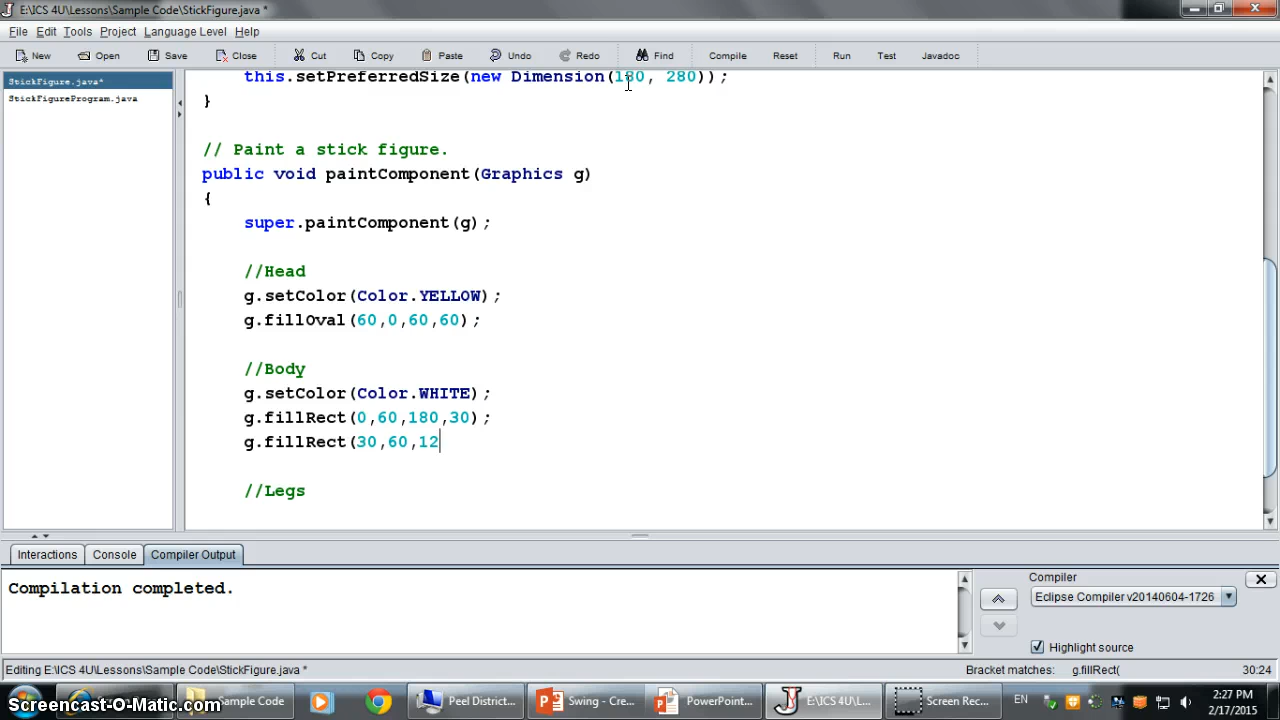 E:\ICS 4U\Lessons\Sample Code\StickFigure.java *
File Edit Tools Project Language Level Help
New Open Save Close Cut Copy Paste Undo Redo Find Compile Reset Run Test Javadoc
StickFigure.java*
StickFigureProgram.java
this.setPreferredSize(new Dimension(180, 280));
}
// Paint a stick figure.
public void paintComponent(Graphics g)
{
super.paintComponent(g);
//Head
g.setColor(Color.YELLOW);
g.fillOval(60,0,60,60);
//Body
g.setColor(Color.WHITE);
g.fillRect(0,60,180,30);
g.fillRect(30,60,12
//Legs
Interactions Console Compiler Output
Compilation completed.
Compiler
Eclipse Compiler v20140604-1726
Highlight source
Editing E:\ICS 4U\Lessons\Sample Code\StickFigure.java * Bracket matches: g.fillRect( 30:24
Sample Code Peel District... Swing - Cre... PowerPoint... E:\ICS 4U\L... Screen Rec... EN 2:27 PM
2/17/2015
Screencast-O-Matic.com